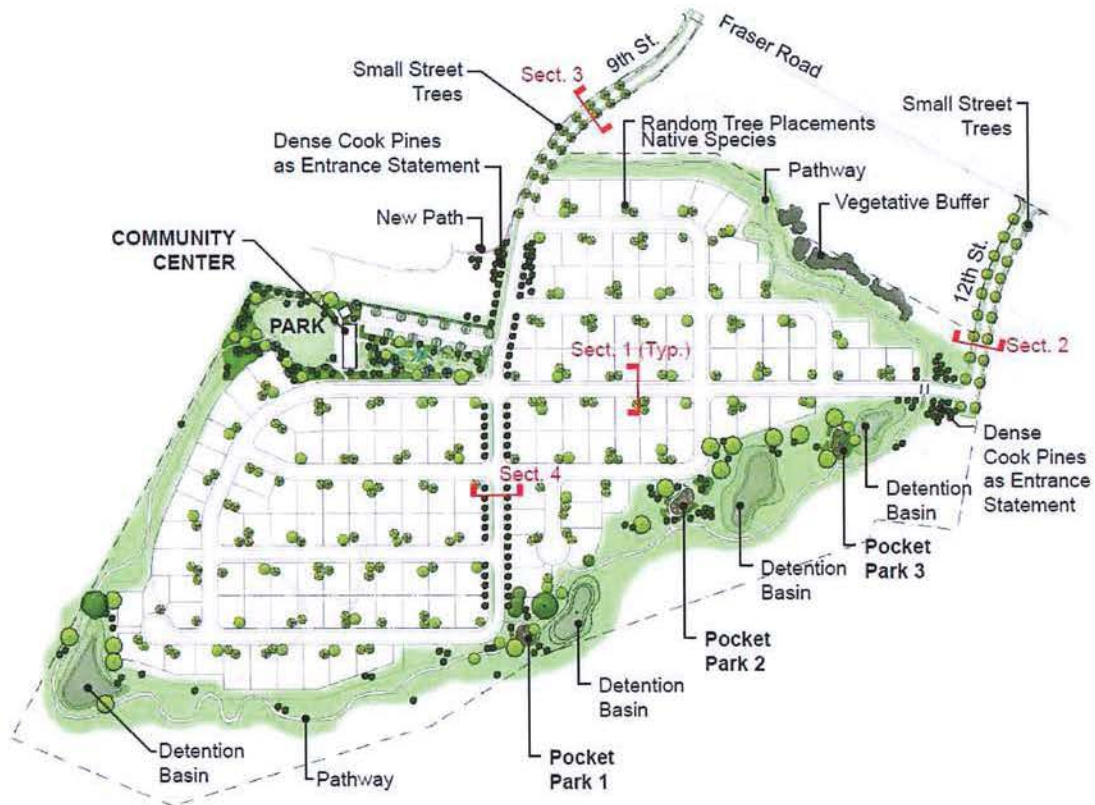 9th St.
Fraser Road
Small Street
Trees
Sect. 3
Small Street
Trees
Dense Cook Pines
as Entrance Statement
Random Tree Placements
Native Species
Pathway
Vegetative Buffer
New Path
COMMUNITY
CENTER
12th St.
PARK
Sect. 1 (Typ.)
Sect. 2
Dense
Cook Pines
as Entrance
Statement
Sect. 4
Detention
Basin
Pocket
Park 3
Detention
Basin
Pocket
Park 2
Detention
Basin
Detention
Basin
Pathway
Pocket
Park 1